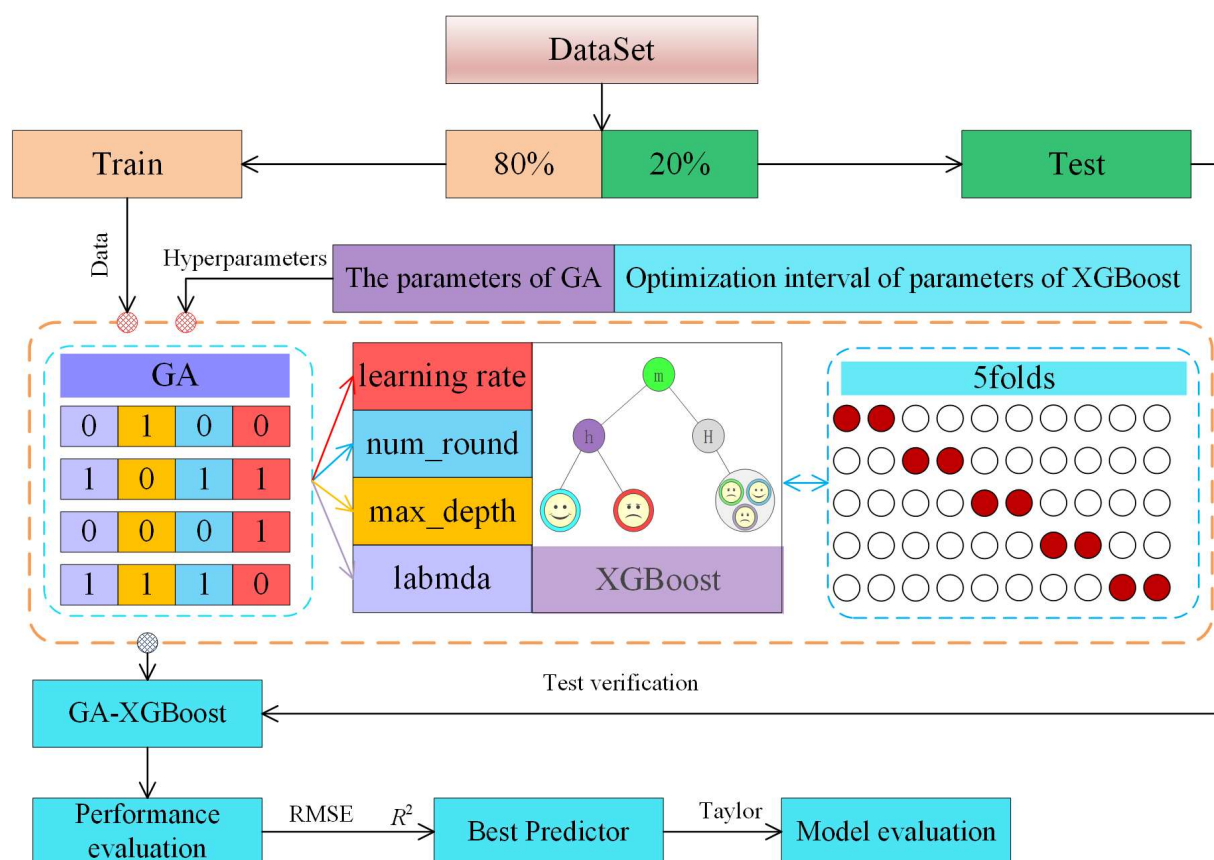 DataSet
Train
80%
20%
Test
Data
Hyperparameters
The parameters of GA
Optimization interval of parameters of XGBoost
GA
0 1 0 0
1 0 1 1
0 0 0 1
1 1 1 0
learning rate
num_round
max_depth
labmda
m
h
H
XGBoost
5folds
Test verification
GA-XGBoost
Performance
evaluation
RMSE
R²
Best Predictor
Taylor
Model evaluation